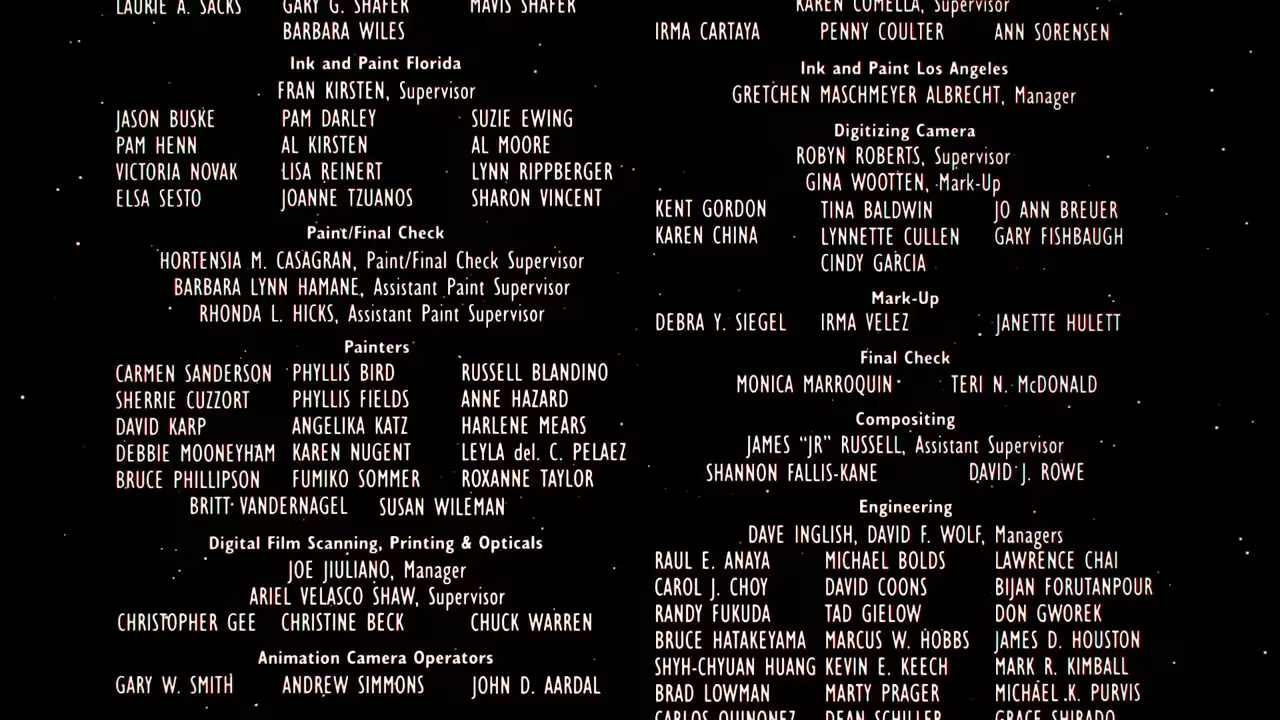 LAURIE A. SACKS GARY G. SHAFER MAVIS SHAFER
BARBARA WILES
Ink and Paint Florida
FRAN KIRSTEN, Supervisor
JASON BUSKE PAM DARLEY SUZIE EWING
PAM HENN AL KIRSTEN AL MOORE
VICTORIA NOVAK LISA REINERT LYNN RIPPBERGER
ELSA SESTO JOANNE TZUANOS SHARON VINCENT
Paint/Final Check
HORTENSIA M. CASAGRAN, Paint/Final Check Supervisor
BARBARA LYNN HAMANE, Assistant Paint Supervisor
RHONDA L. HICKS, Assistant Paint Supervisor
Painters
CARMEN SANDERSON PHYLLIS BIRD RUSSELL BLANDINO
SHERRIE CUZZORT PHYLLIS FIELDS ANNE HAZARD
DAVID KARP ANGELIKA KATZ HARLENE MEARS
DEBBIE MOONEYHAM KAREN NUGENT LEYLA del. C. PELAEZ
BRUCE PHILLIPSON FUMIKO SOMMER ROXANNE TAYLOR
BRITT VANDERNAGEL SUSAN WILEMAN
Digital Film Scanning, Printing & Opticals
JOE JIULIANO, Manager
ARIEL VELASCO SHAW, Supervisor
CHRISTOPHER GEE CHRISTINE BECK CHUCK WARREN
Animation Camera Operators
GARY W. SMITH ANDREW SIMMONS JOHN D. AARDAL
KAREN COMELLA, Supervisor
IRMA CARTAYA PENNY COULTER ANN SORENSEN
Ink and Paint Los Angeles
GRETCHEN MASCHMEYER ALBRECHT, Manager
Digitizing Camera
ROBYN ROBERTS, Supervisor
GINA WOOTTEN, Mark-Up
KENT GORDON TINA BALDWIN JO ANN BREUER
KAREN CHINA LYNNETTE CULLEN GARY FISHBAUGH
CINDY GARCIA
Mark-Up
DEBRA Y. SIEGEL IRMA VELEZ JANETTE HULETT
Final Check
MONICA MARROQUIN TERI N. McDONALD
Compositing
JAMES “JR” RUSSELL, Assistant Supervisor
SHANNON FALLIS-KANE DAVID J. ROWE
Engineering
DAVE INGLISH, DAVID F. WOLF, Managers
RAUL E. ANAYA MICHAEL BOLDS LAWRENCE CHAI
CAROL J. CHOY DAVID COONS BIJAN FORUTANPOUR
RANDY FUKUDA TAD GIELOW DON GWOREK
BRUCE HATAKEYAMA MARCUS W. HOBBS JAMES D. HOUSTON
SHYH-CHYUAN HUANG KEVIN E. KEECH MARK R. KIMBALL
BRAD LOWMAN MARTY PRAGER MICHAEL K. PURVIS
CARLOS QUINONEZ DEAN SCHILLER GRACE SHIRADO